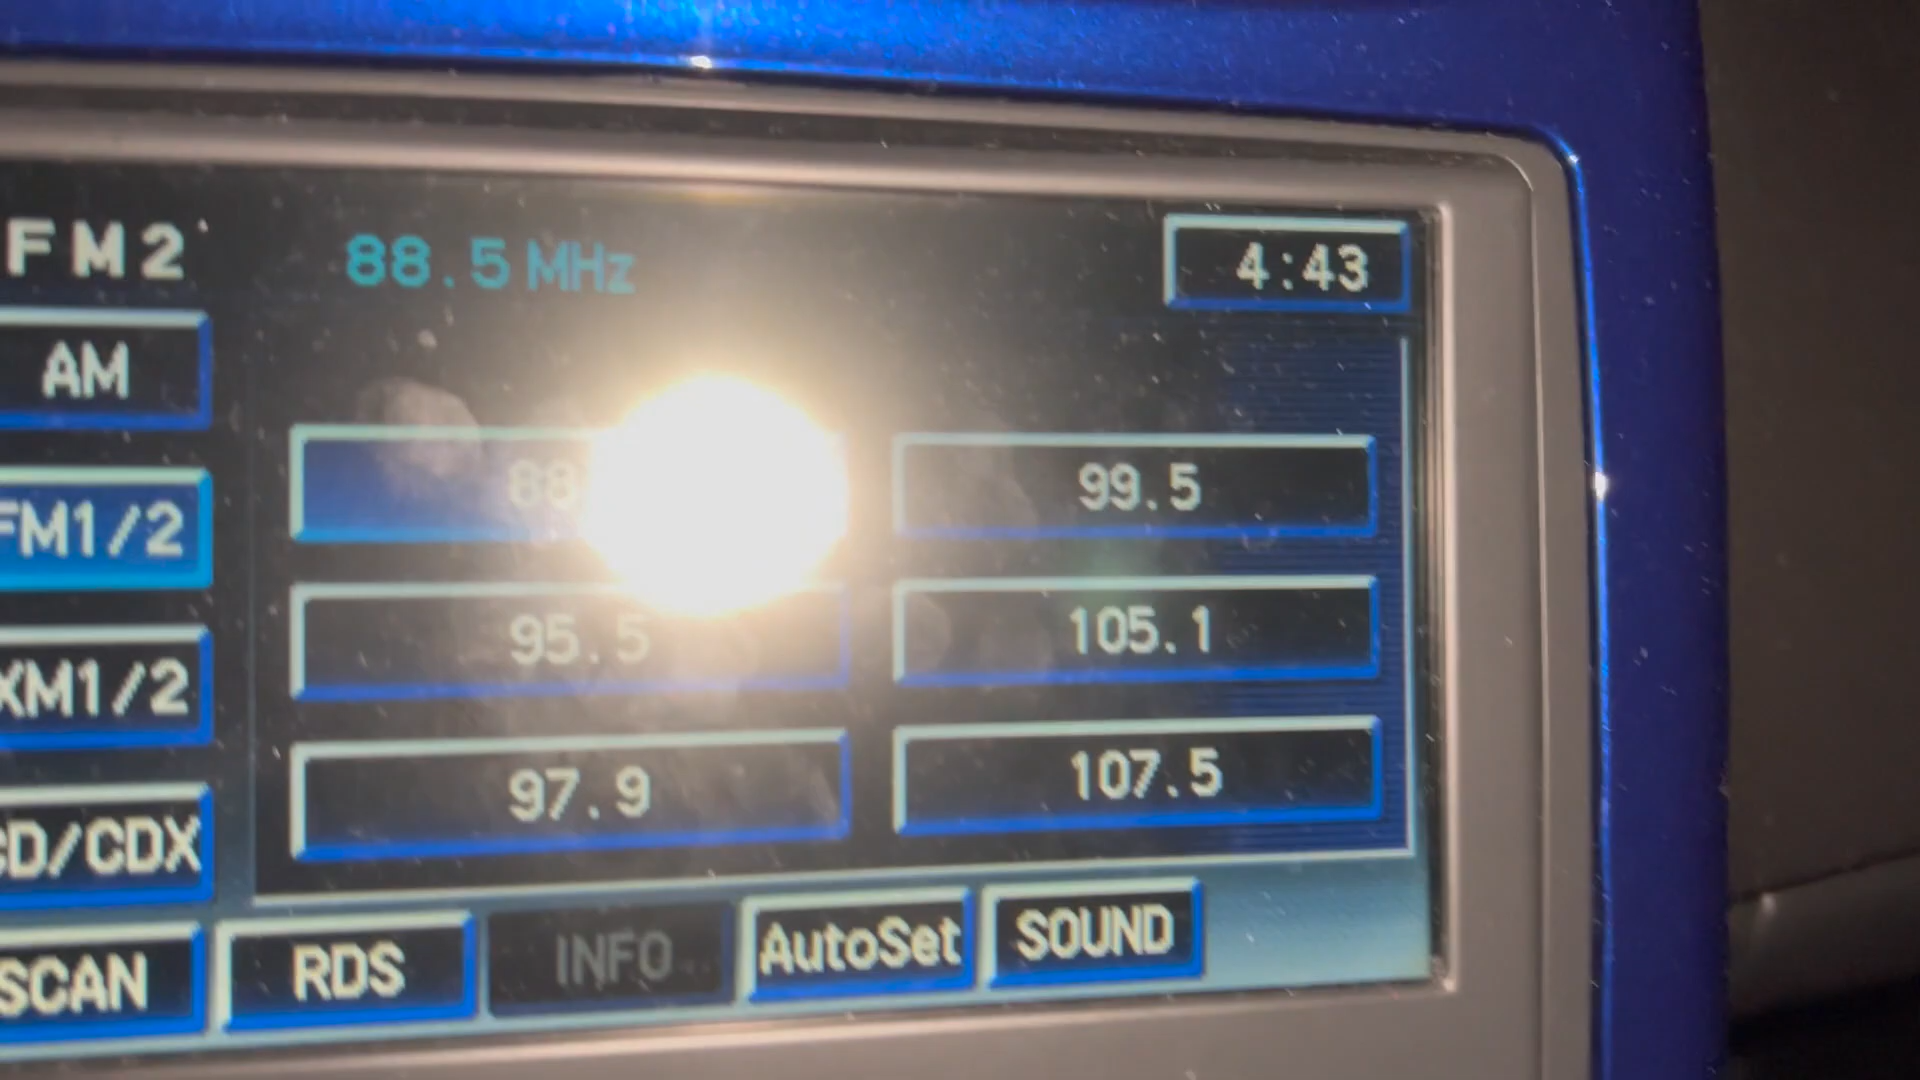 FM2 88.5 MHz 4:43
AM
88 99.5
FM1/2
95.5 105.1
XM1/2
97.9 107.5
CD/CDX
SCAN RDS INFO AutoSet SOUND